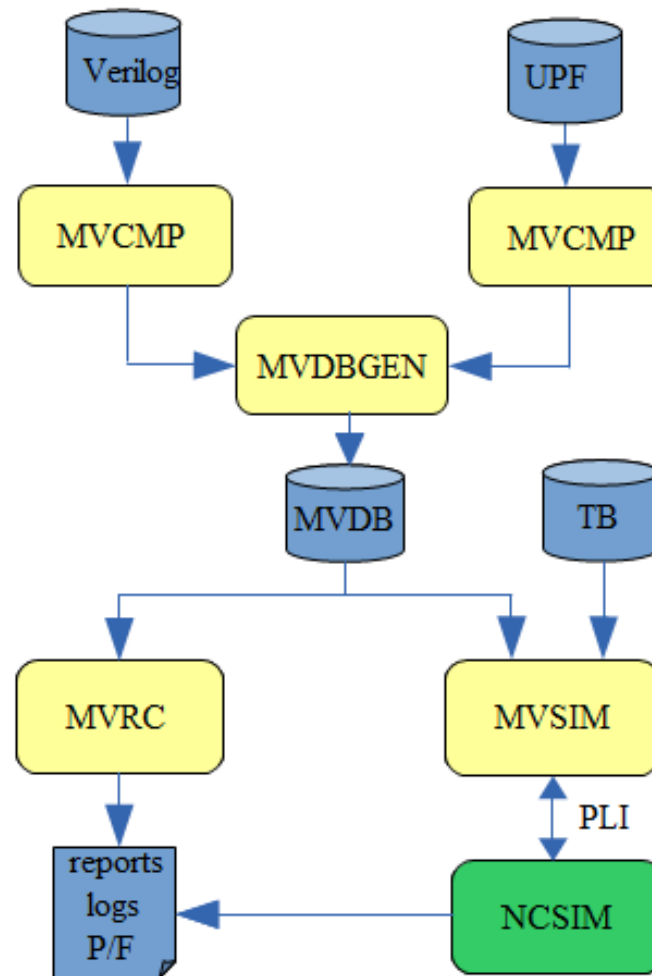 Verilog
UPF
MVCMP
MVCMP
MVDBGEN
MVDB
TB
MVRC
MVSIM
PLI
reports
logs
P/F
NCSIM